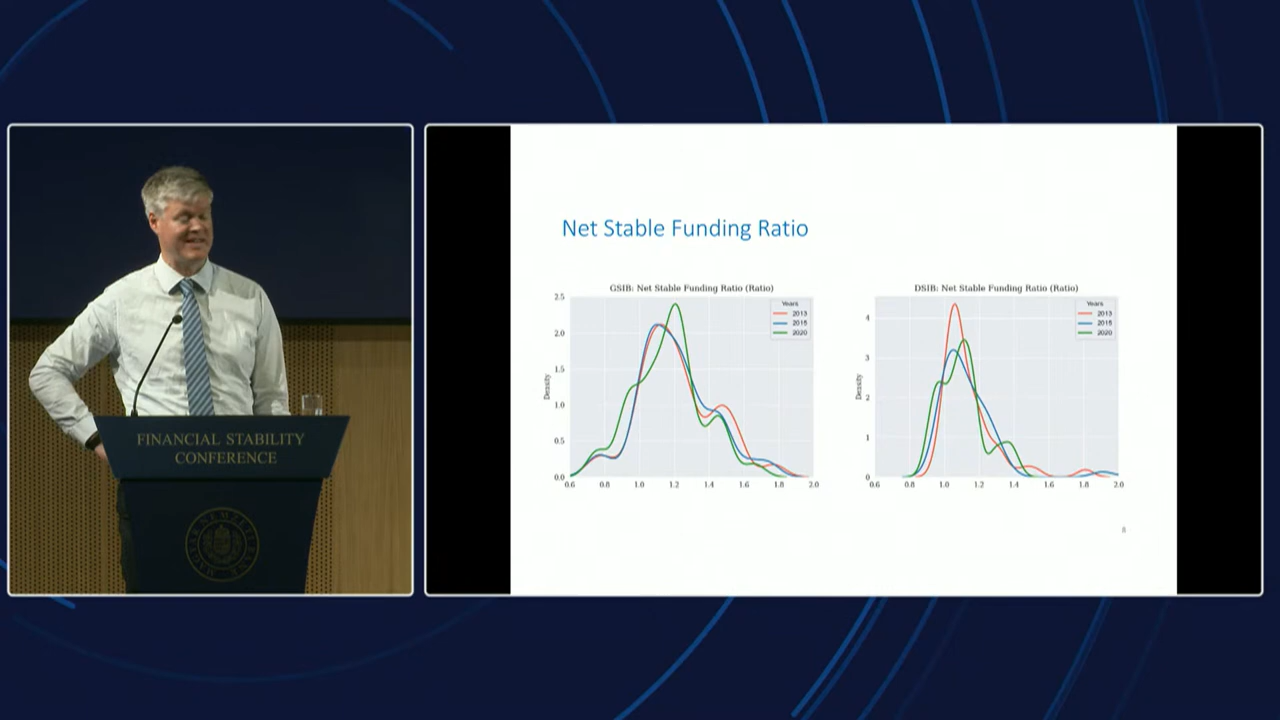 FINANCIAL STABILITY
CONFERENCE
MAGYAR NEMZETI BANK
Net Stable Funding Ratio
GSIB: Net Stable Funding Ratio (Ratio)
Years
2013
2015
2020
Density
2.5
2.0
1.5
1.0
0.5
0.0
0.6 0.8 1.0 1.2 1.4 1.6 1.8 2.0
DSIB: Net Stable Funding Ratio (Ratio)
Years
2013
2015
2020
Density
4
3
2
1
0
0.6 0.8 1.0 1.2 1.4 1.6 1.8 2.0
8